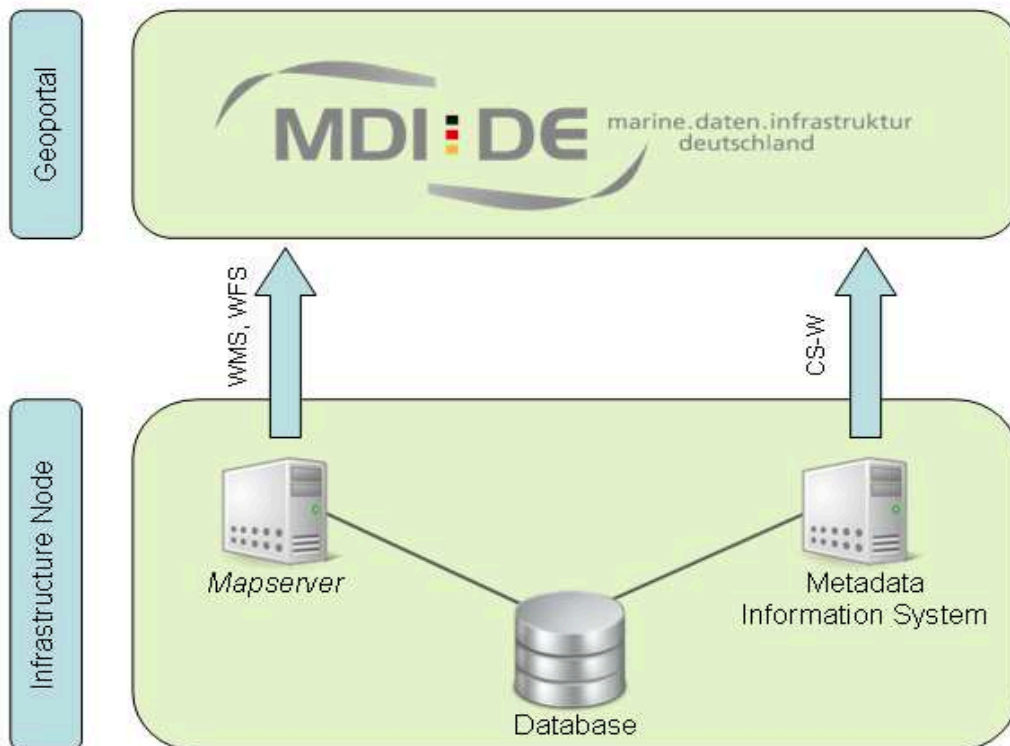 Geoportal
MDI:DE
marine.daten.infrastruktur
deutschland
WMS, WFS
CS-W
Infrastructure Node
Mapserver
Metadata
Information System
Database